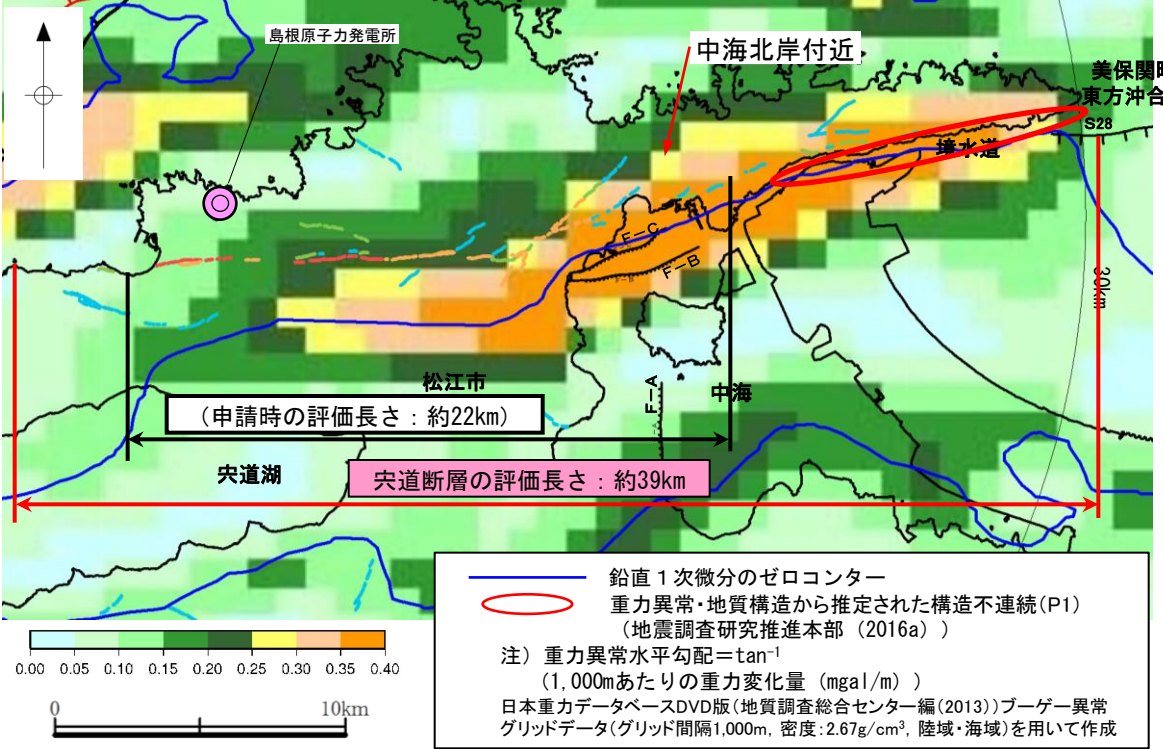 島根原子力発電所
中海北岸付近
美保関町
東方沖合
S28
境水道
F-C
F-B
30km
松江市
F-A
中海
(申請時の評価長さ：約22km)
宍道湖
宍道断層の評価長さ：約39km
鉛直１次微分のゼロコンター
重力異常・地質構造から推定された構造不連続(P1)
(地震調査研究推進本部（2016a）)
注）重力異常水平勾配＝tan⁻¹
(1,000mあたりの重力変化量（mgal/m）)
日本重力データベースDVD版(地質調査総合センター編(2013))ブーゲー異常
グリッドデータ(グリッド間隔1,000m, 密度:2.67g/cm³, 陸域・海域)を用いて作成
0.00 0.05 0.10 0.15 0.20 0.25 0.30 0.35 0.40
0 10km